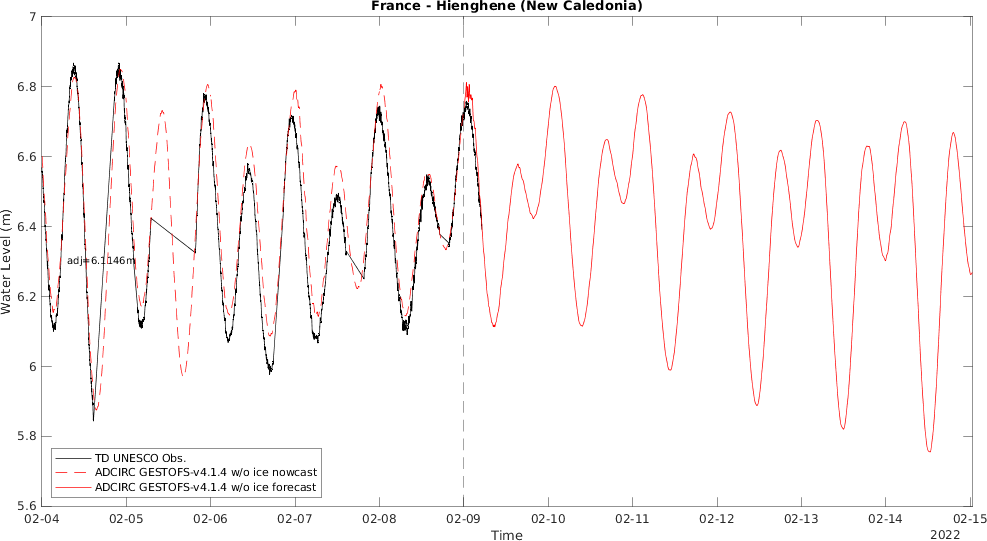 France - Hienghene (New Caledonia)
7
6.8
6.6
6.4
6.2
6
5.8
5.6
Water Level (m)
adj=6.1146m
TD UNESCO Obs.
ADCIRC GESTOFS-v4.1.4 w/o ice nowcast
ADCIRC GESTOFS-v4.1.4 w/o ice forecast
02-04 02-05 02-06 02-07 02-08 02-09 02-10 02-11 02-12 02-13 02-14 02-15
Time
2022